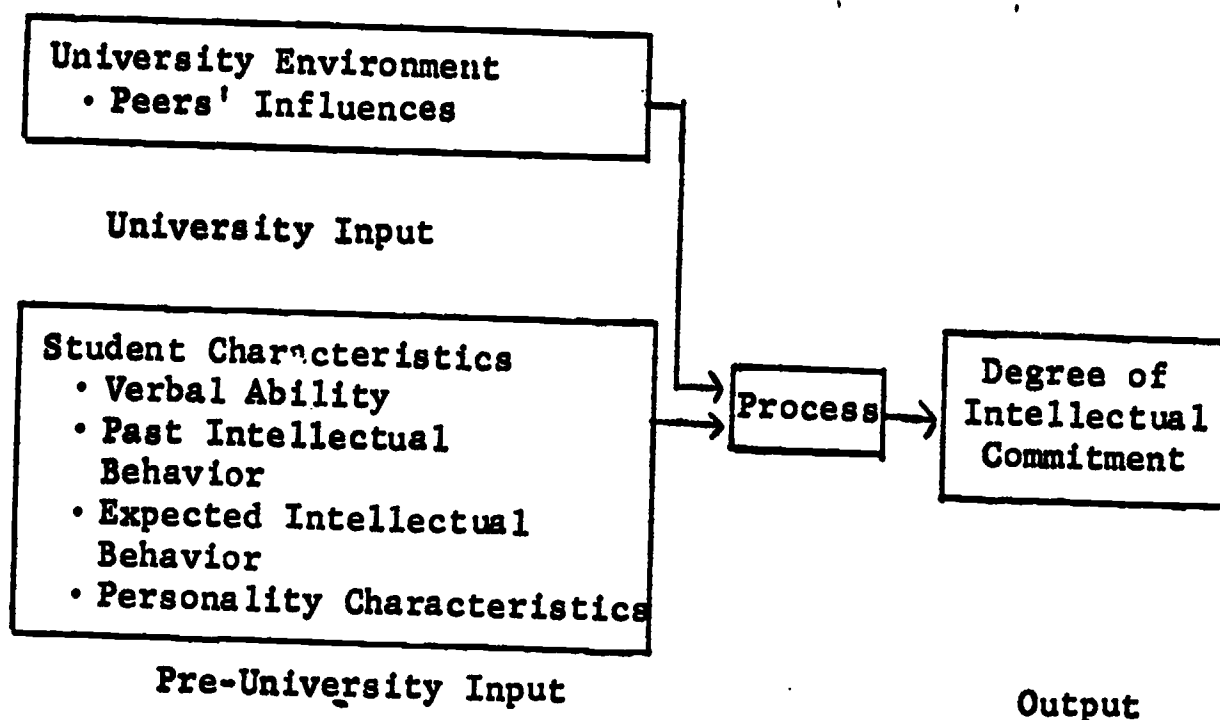 University Environment
• Peers' Influences
University Input
Student Characteristics
• Verbal Ability
• Past Intellectual
Behavior
• Expected Intellectual
Behavior
• Personality Characteristics
Pre-University Input
Process
Degree of
Intellectual
Commitment
Output